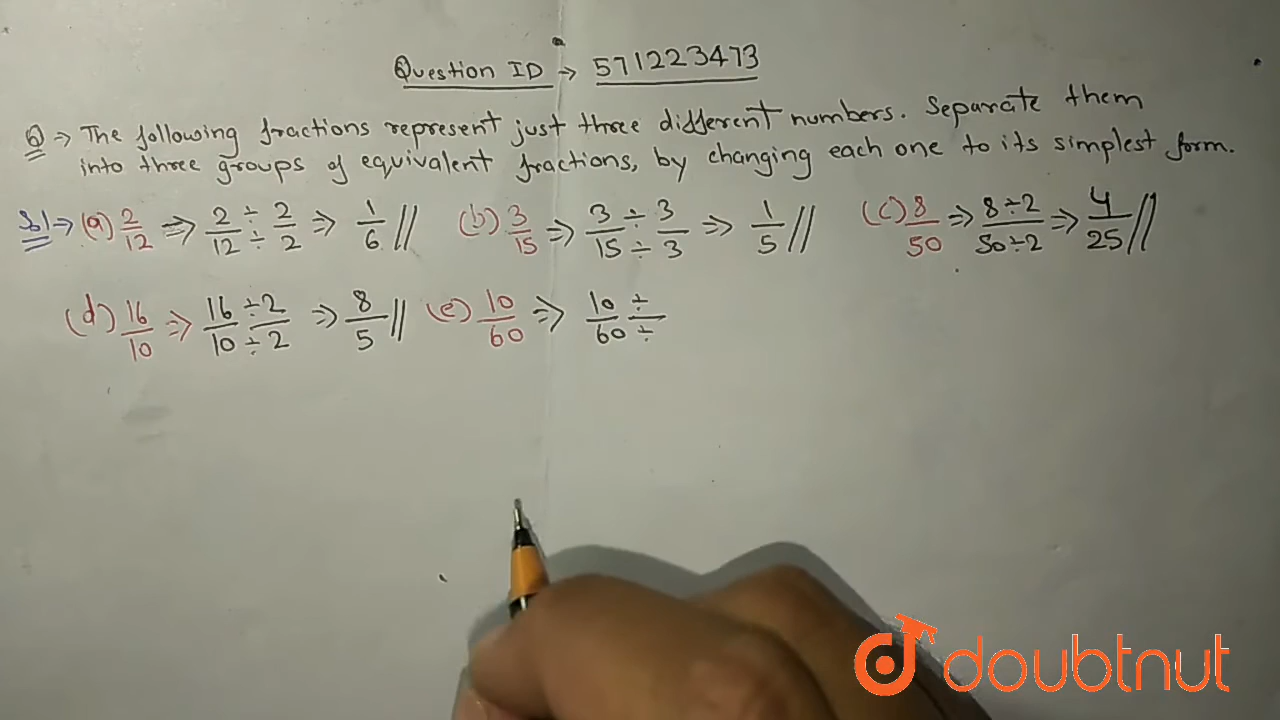 Question ID → 571223473
Q ⇒ The following fractions represent just three different numbers. Separate them
into three groups of equivalent fractions, by changing each one to its simplest form.
Sol ⇒ (a) 2/12 ⇒ 2 ÷ 2 / 12 ÷ 2 ⇒ 1/6 // (b) 3/15 ⇒ 3 ÷ 3 / 15 ÷ 3 ⇒ 1/5 // (c) 8/50 ⇒ 8÷2 / 50÷2 ⇒ 4/25 //
(d) 16/10 ⇒ 16 ÷ 2 / 10 ÷ 2 ⇒ 8/5 // (e) 10/60 ⇒ 10 ÷ / 60 ÷
doubtnut